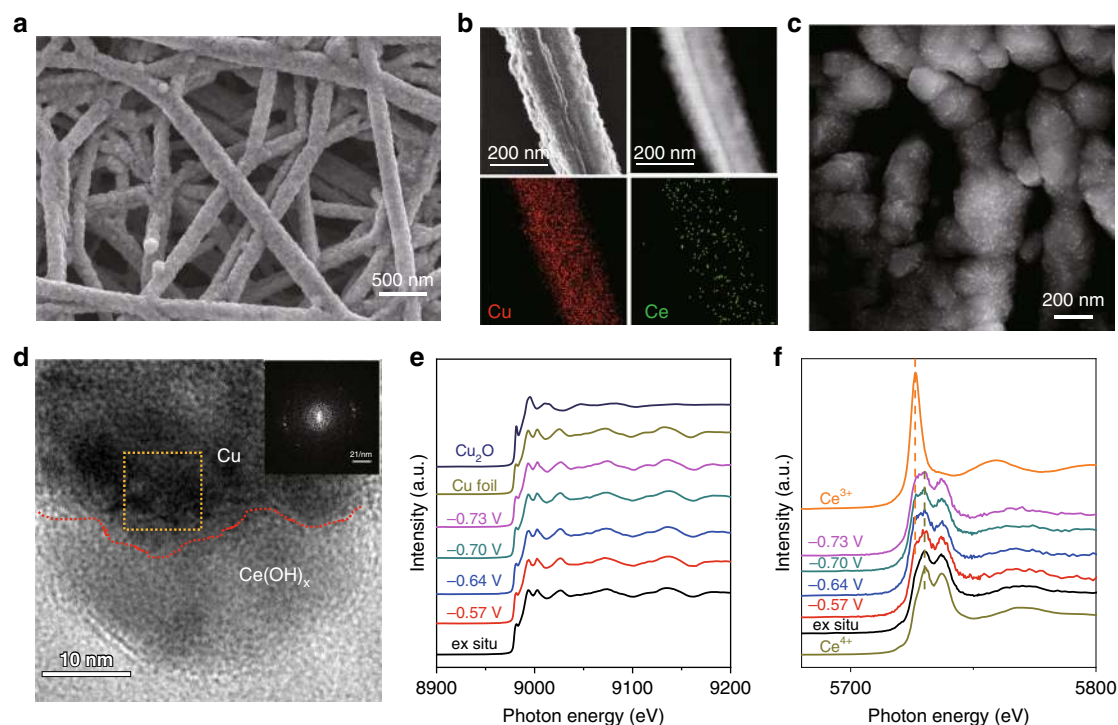 a
500 nm
b
200 nm
200 nm
Cu
Ce
c
200 nm
d
Cu
Ce(OH)ₓ
10 nm
21/nm
e
Intensity (a.u.)
Cu₂O
Cu foil
−0.73 V
−0.70 V
−0.64 V
−0.57 V
ex situ
8900 9000 9100 9200
Photon energy (eV)
f
Intensity (a.u.)
Ce³⁺
−0.73 V
−0.70 V
−0.64 V
−0.57 V
ex situ
Ce⁴⁺
5700 5800
Photon energy (eV)